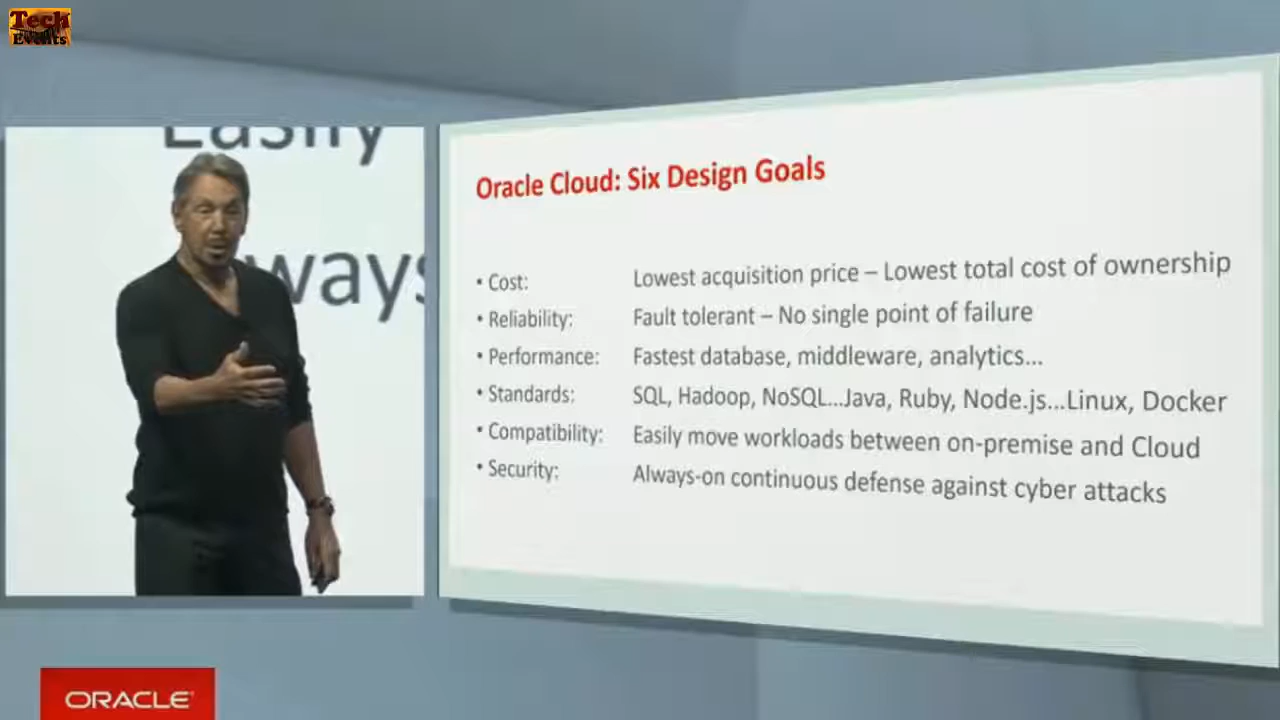 Tech
Events
Easily
ways
Oracle Cloud: Six Design Goals
• Cost: Lowest acquisition price – Lowest total cost of ownership
• Reliability: Fault tolerant – No single point of failure
• Performance: Fastest database, middleware, analytics...
• Standards: SQL, Hadoop, NoSQL...Java, Ruby, Node.js...Linux, Docker
• Compatibility: Easily move workloads between on-premise and Cloud
• Security: Always-on continuous defense against cyber attacks
ORACLE